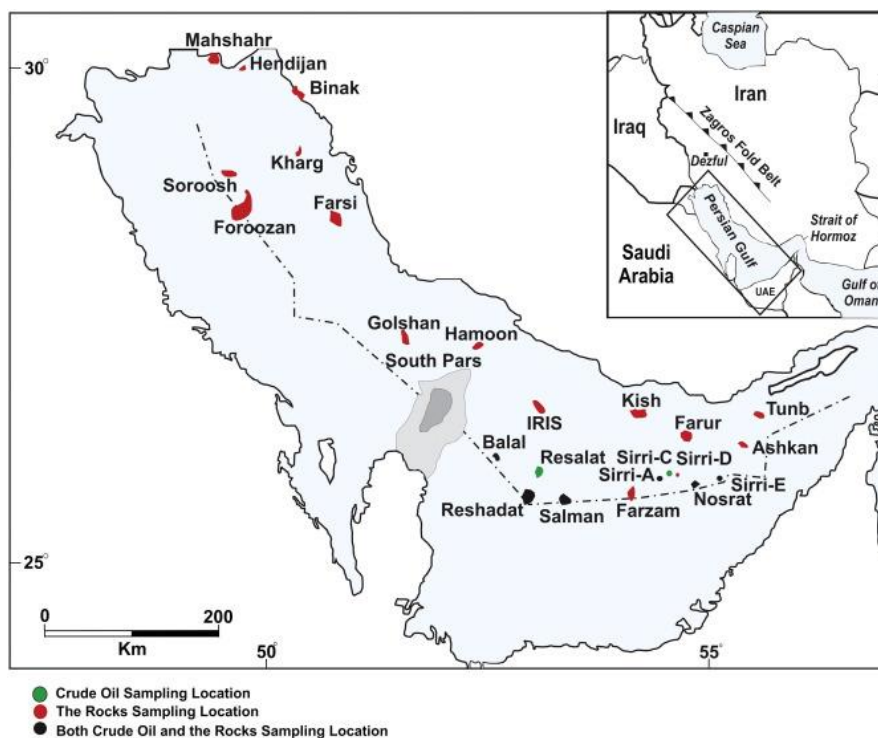 Mahshahr
30°
Hendijan
Binak
Kharg
Soroosh
Foroozan
Farsi
Golshan
Hamoon
South Pars
IRIS
Kish
Tunb
Farur
Ashkan
Balal
Resalat
Sirri-C
Sirri-D
Sirri-A
Sirri-E
Nosrat
Reshadat
Salman
Farzam
25°
0
200
Km
50°
55°
Caspian
Sea
Iran
Iraq
Zagros Fold Belt
Dezful
Persian Gulf
Strait of
Hormoz
Saudi
Arabia
UAE
Gulf of
Oman
Crude Oil Sampling Location
The Rocks Sampling Location
Both Crude Oil and the Rocks Sampling Location